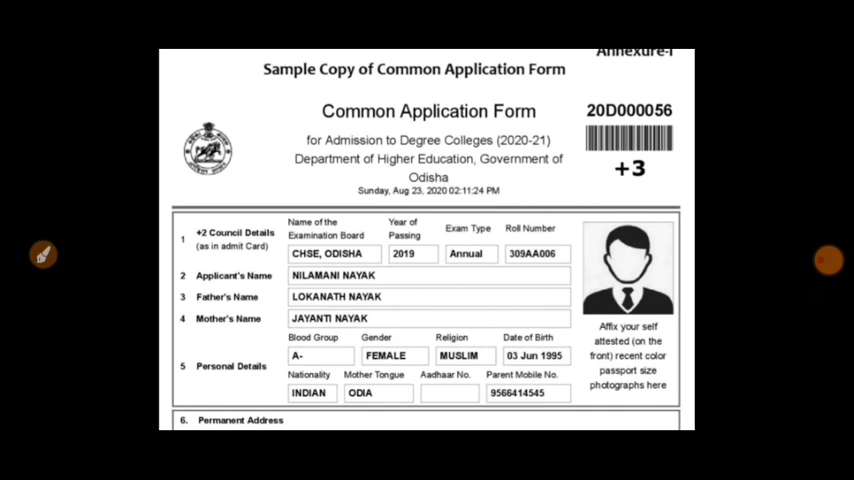 Annexure-I
Sample Copy of Common Application Form
Common Application Form
20D000056
for Admission to Degree Colleges (2020-21)
Department of Higher Education, Government of
Odisha
+3
Sunday, Aug 23, 2020 02:11:24 PM
1 +2 Council Details
(as in admit Card)
Name of the
Examination Board
Year of
Passing
Exam Type
Roll Number
CHSE, ODISHA 2019 Annual 309AA006
2 Applicant's Name NILAMANI NAYAK
3 Father's Name LOKANATH NAYAK
4 Mother's Name JAYANTI NAYAK
5 Personal Details
Blood Group Gender Religion Date of Birth
A- FEMALE MUSLIM 03 Jun 1995
Nationality Mother Tongue Aadhaar No. Parent Mobile No.
INDIAN ODIA 9566414545
Affix your self
attested (on the
front) recent color
passport size
photographs here
6. Permanent Address